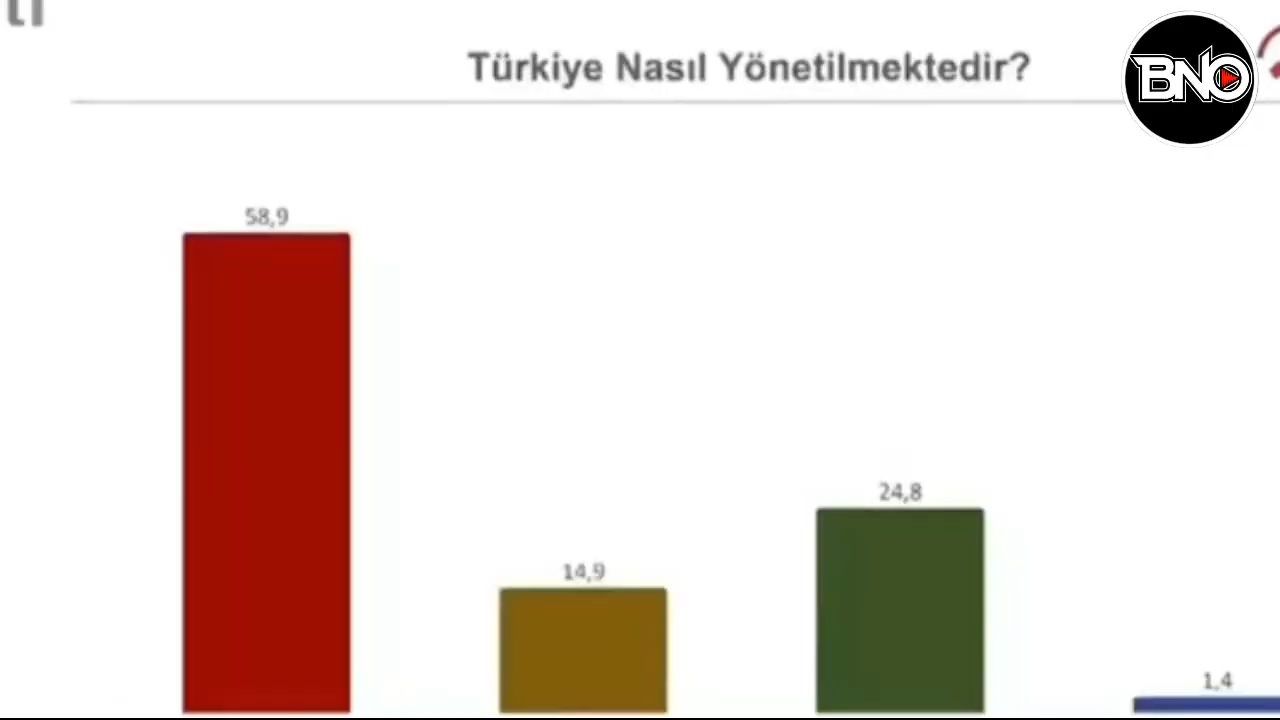 Türkiye Nasıl Yönetilmektedir?
BNO
58,9
24,8
14,9
1,4